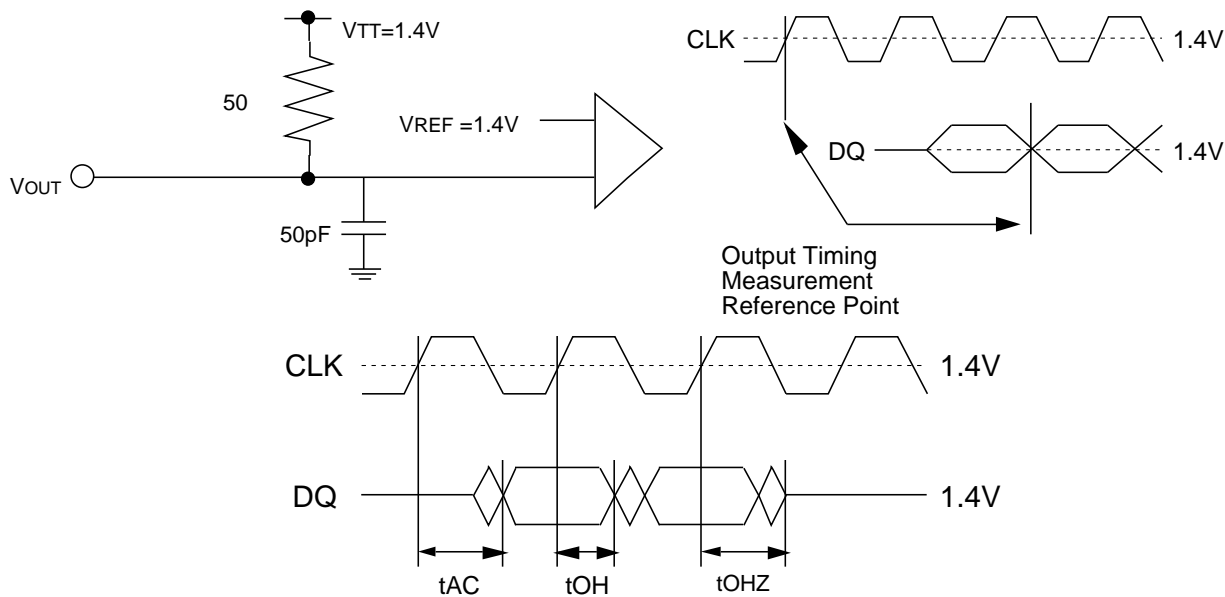 VTT=1.4V
50
VREF =1.4V
VOUT
50pF
CLK
1.4V
DQ
1.4V
Output Timing
Measurement
Reference Point
CLK
1.4V
DQ
1.4V
tAC
tOH
tOHZ